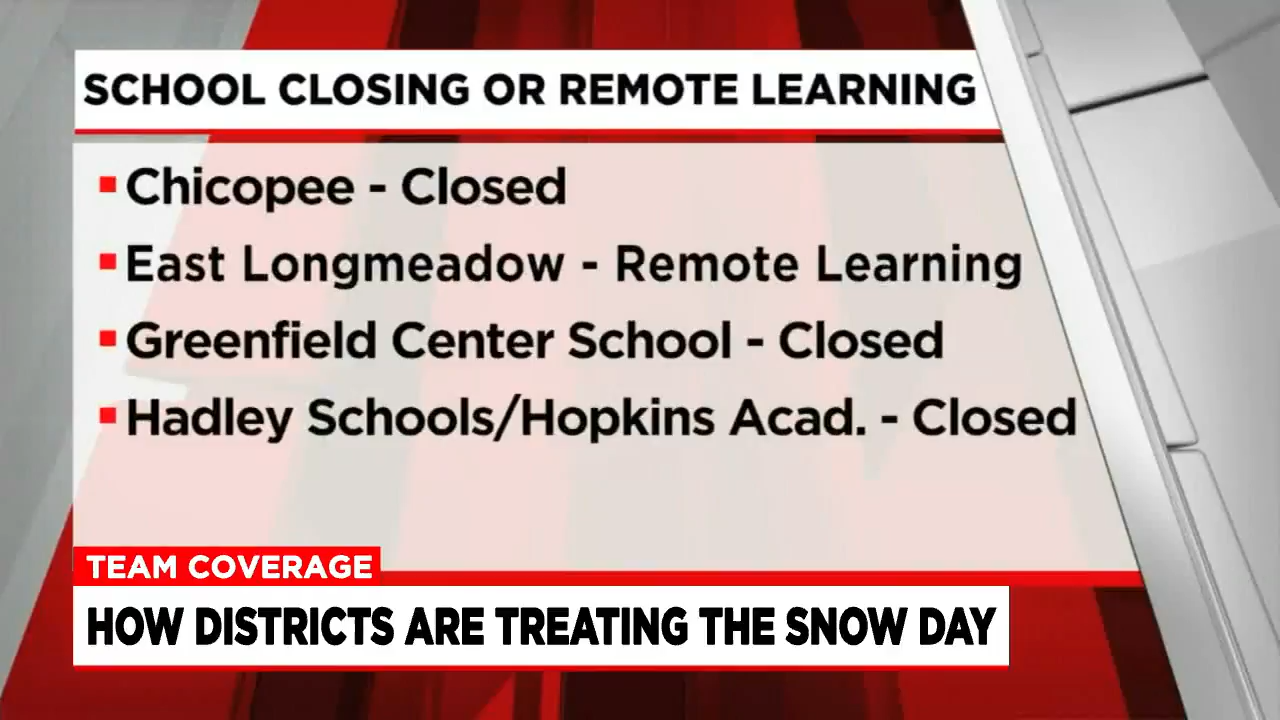 SCHOOL CLOSING OR REMOTE LEARNING
Chicopee - Closed
East Longmeadow - Remote Learning
Greenfield Center School - Closed
Hadley Schools/Hopkins Acad. - Closed
TEAM COVERAGE
HOW DISTRICTS ARE TREATING THE SNOW DAY